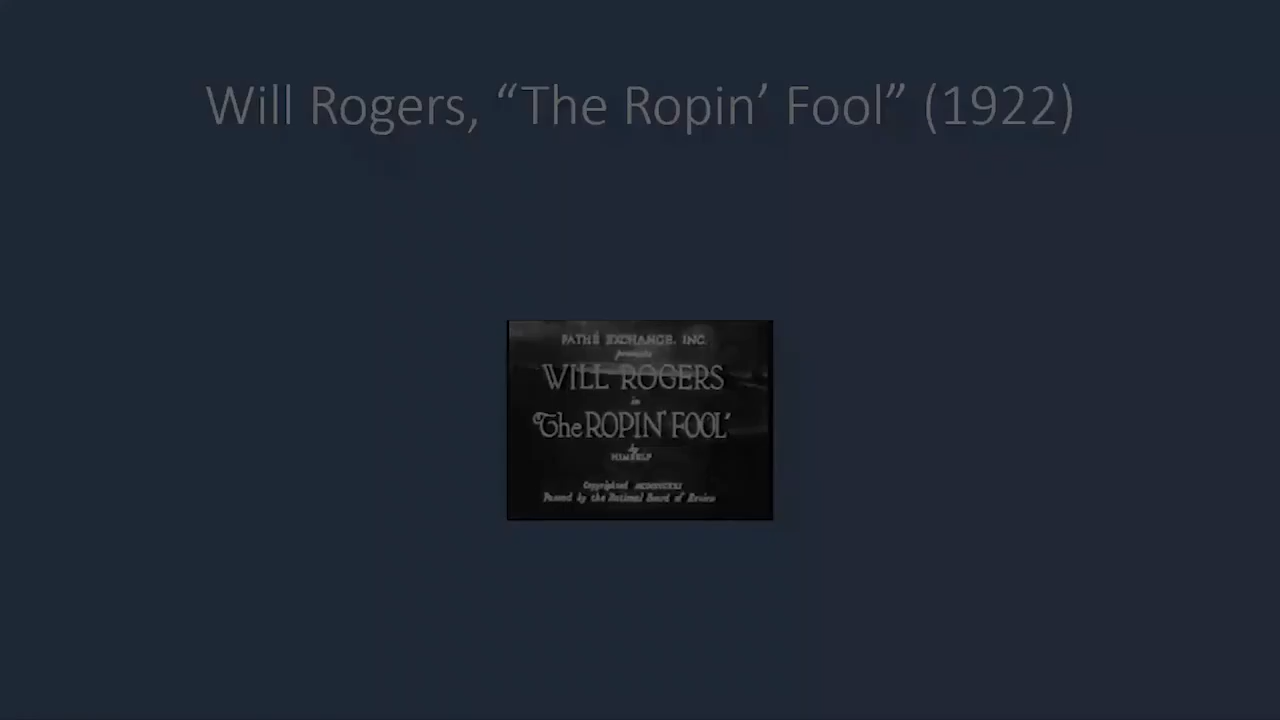 Will Rogers, “The Ropin’ Fool” (1922)
PATHÉ EXCHANGE, INC.
presents
WILL ROGERS
in
"The ROPIN' FOOL"
by
HIMSELF
Copyrighted
Passed by the National Board of Review